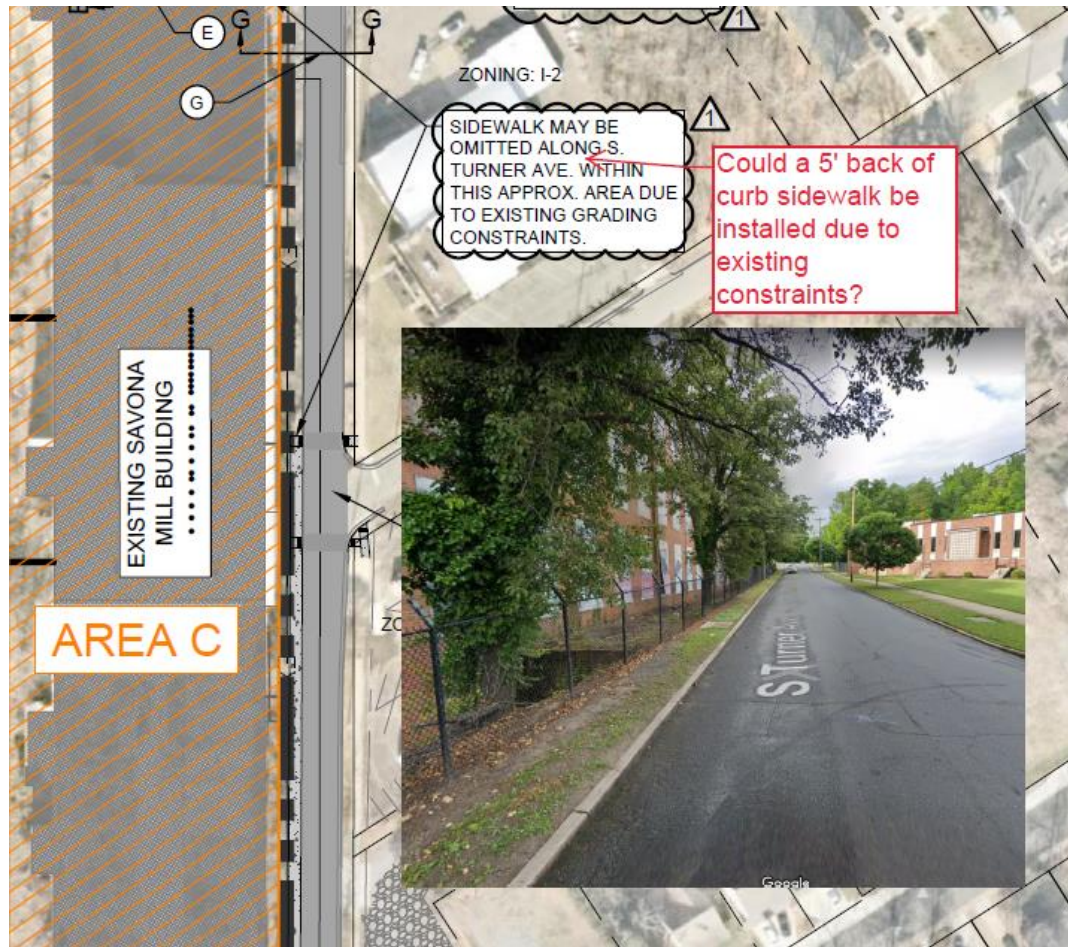 1
G
G
E
G
ZONING: I-2
1
SIDEWALK MAY BE
OMITTED ALONG S.
TURNER AVE. WITHIN
THIS APPROX. AREA DUE
TO EXISTING GRADING
CONSTRAINTS.
Could a 5' back of
curb sidewalk be
installed due to
existing
constraints?
EXISTING SAVONA
MILL BUILDING
AREA C
ZO
S Turner
Google